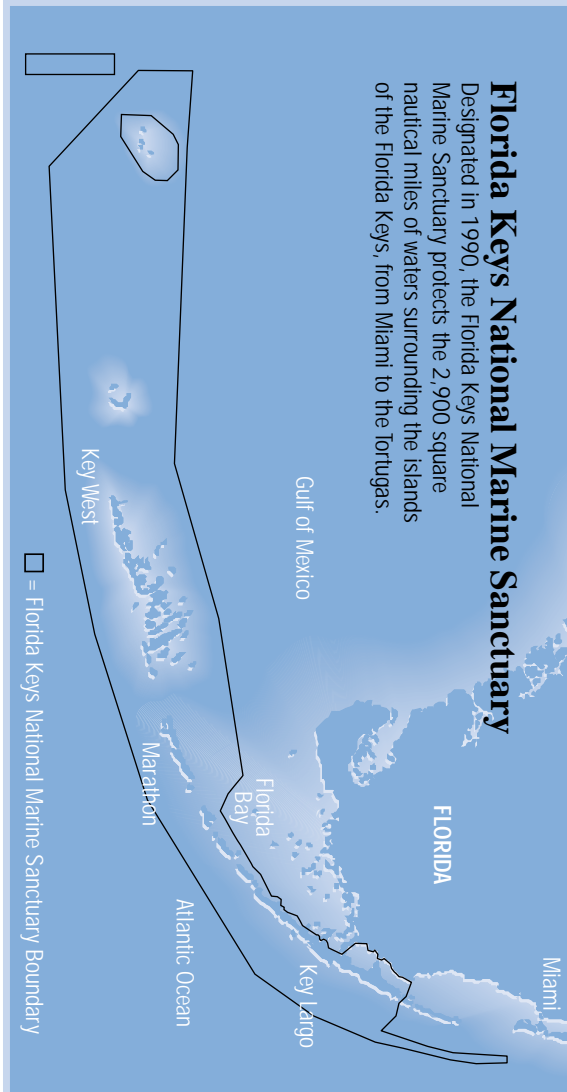 Florida Keys National Marine Sanctuary
Designated in 1990, the Florida Keys National
Marine Sanctuary protects the 2,900 square
nautical miles of waters surrounding the islands
of the Florida Keys, from Miami to the Tortugas.
Miami
FLORIDA
Gulf of Mexico
Florida
Bay
Key Largo
Marathon
Key West
Atlantic Ocean
= Florida Keys National Marine Sanctuary Boundary